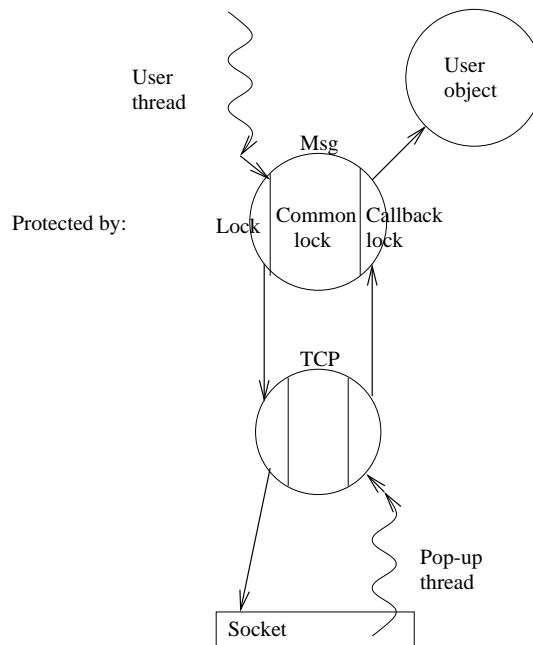 User
thread
User
object
Msg
Protected by:
Lock
Common
lock
Callback
lock
TCP
Pop-up
thread
Socket